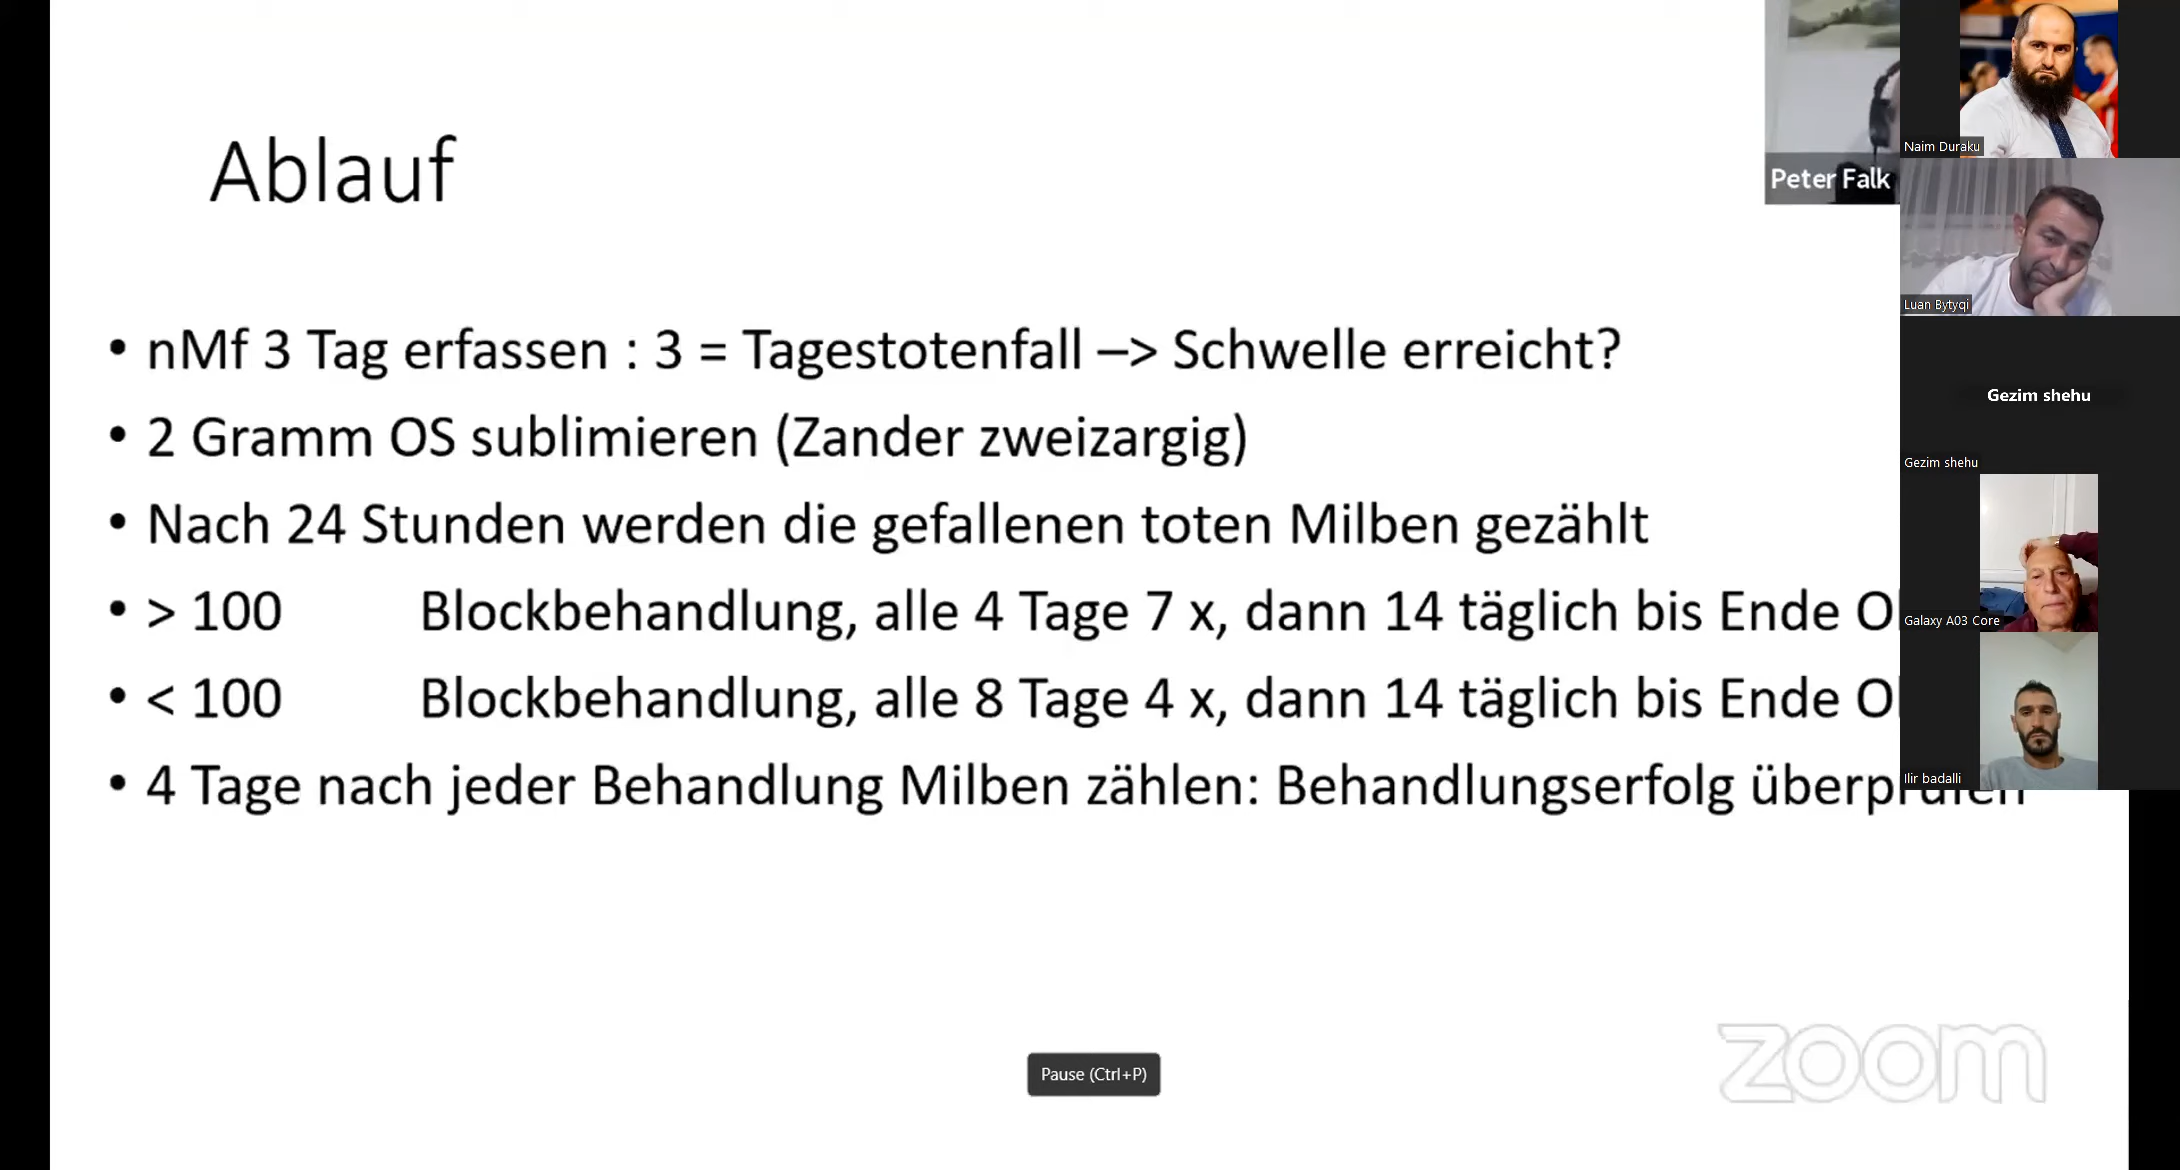 Ablauf
• nMf 3 Tag erfassen : 3 = Tagestotenfall –> Schwelle erreicht?
• 2 Gramm OS sublimieren (Zander zweizargig)
• Nach 24 Stunden werden die gefallenen toten Milben gezählt
• > 100 Blockbehandlung, alle 4 Tage 7 x, dann 14 täglich bis Ende
• < 100 Blockbehandlung, alle 8 Tage 4 x, dann 14 täglich bis Ende
• 4 Tage nach jeder Behandlung Milben zählen: Behandlungserfolg überprüfen
Peter Falk
Naim Duraku
Luan Bytyqi
Gezim shehu
Gezim shehu
Galaxy A03 Core
Ilir badalli
Pause (Ctrl+P)
zoom